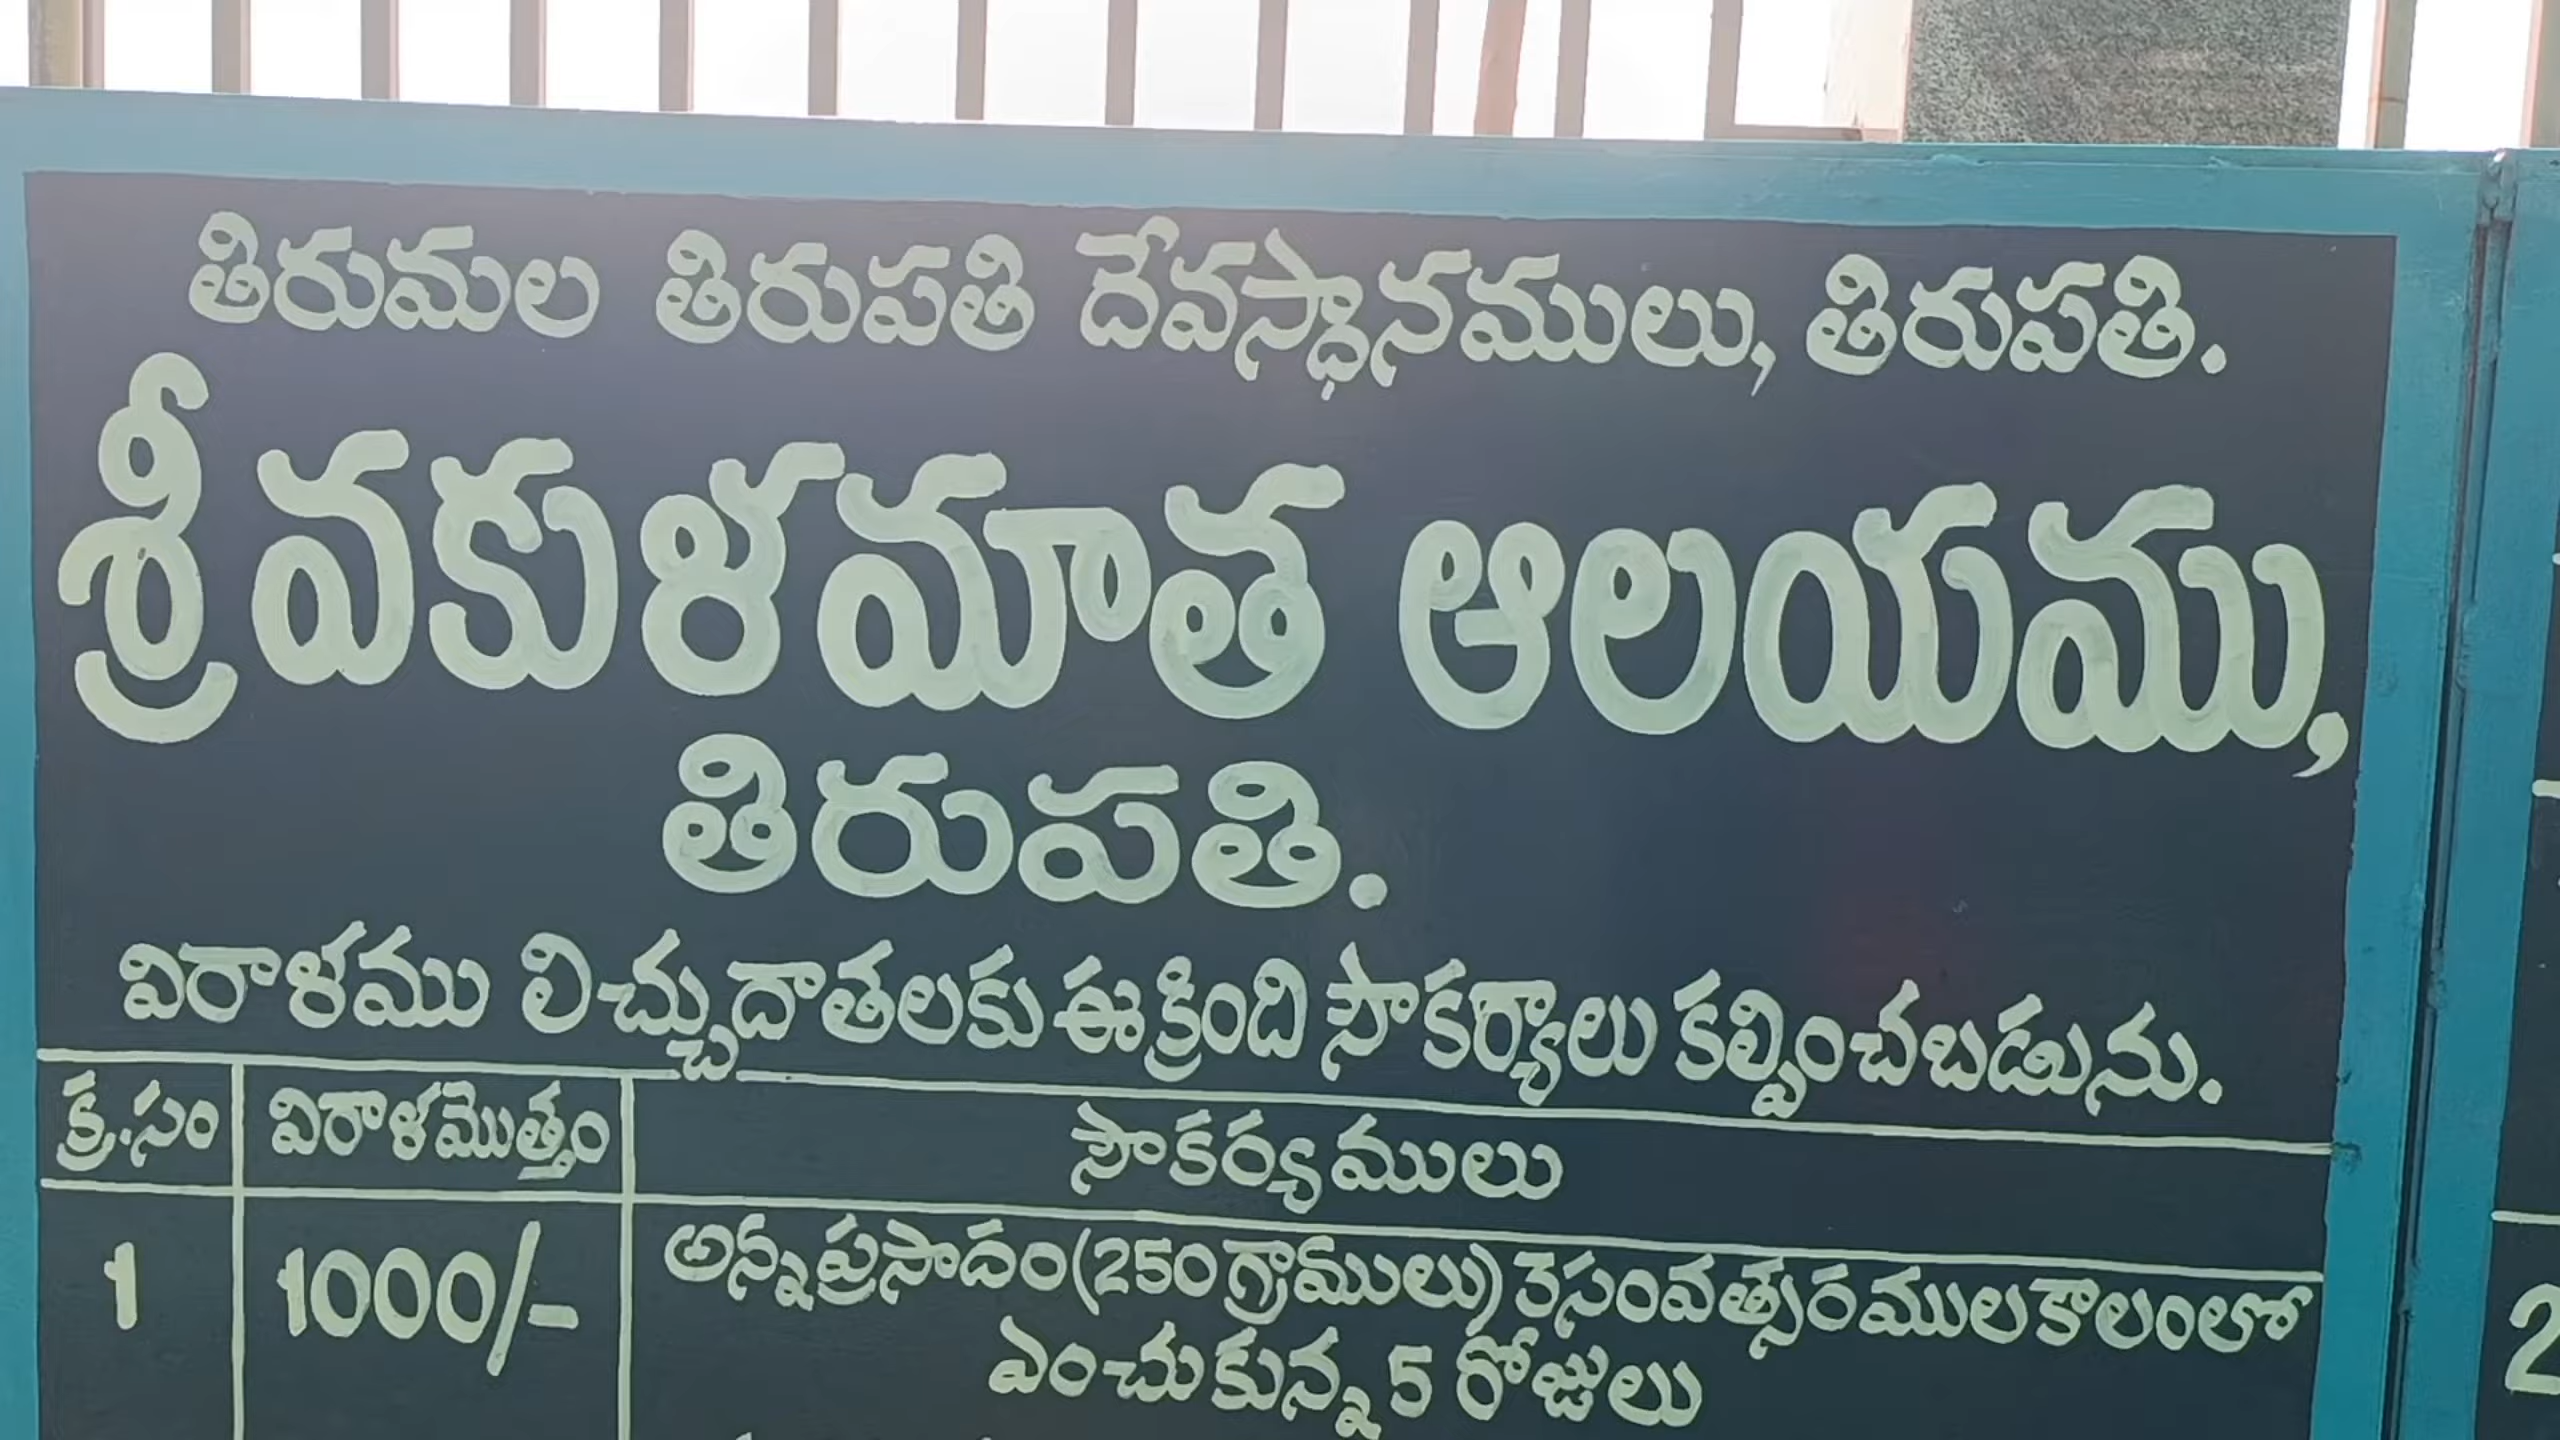 తిరుమల తిరుపతి దేవస్థానములు, తిరుపతి.
శ్రీ వకుళమాత ఆలయము,
తిరుపతి.
విరాళము లిచ్చు దాతలకు ఈ క్రింది సౌకర్యాలు కల్పించబడును.
క్ర.సం విరాళమొత్తం సౌకర్యములు
1 1000/- అన్నప్రసాదం(250 గ్రాములు) సంవత్సరముల కాలంలో
ఎంచుకున్న 5 రోజులు
2